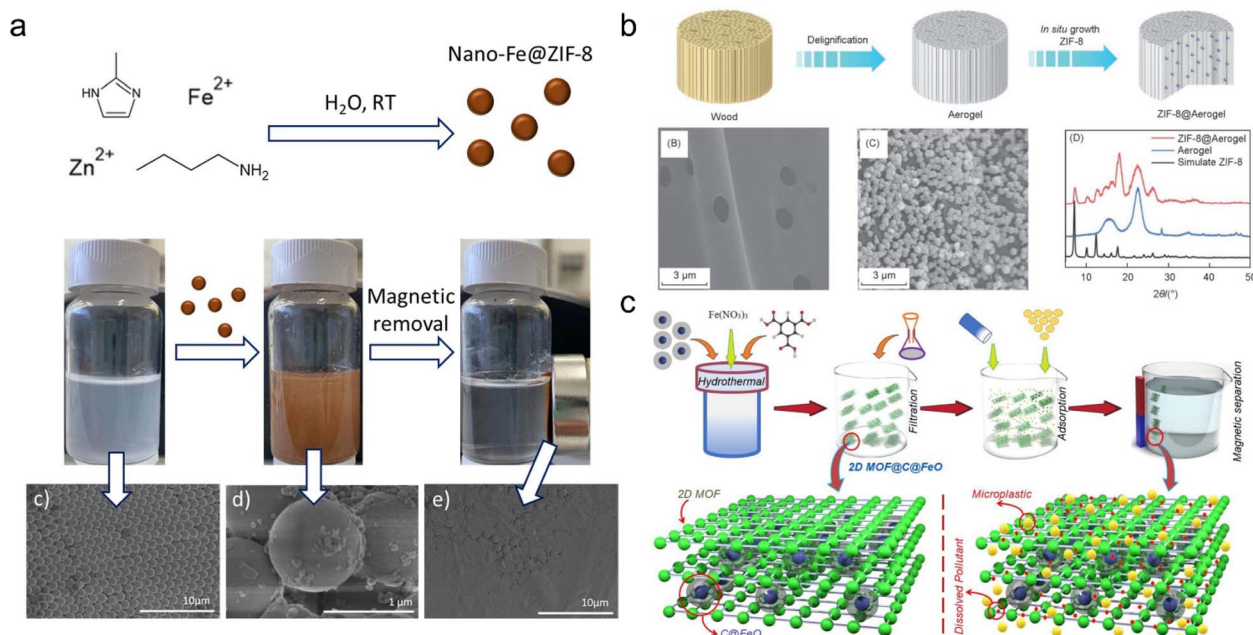 a
HN
N
Fe2+
Zn2+
NH2
H2O, RT
Nano-Fe@ZIF-8
Magnetic
removal
c)
10μm
d)
1 μm
e)
10μm
b
Delignification
In situ growth
ZIF-8
Wood
Aerogel
ZIF-8@Aerogel
(B)
3 μm
(C)
3 μm
(D)
ZIF-8@Aerogel
Aerogel
Simulate ZIF-8
10 20 30 40 50
2θ/(°)
c
Fe(NO3)3
Hydrothermal
Filtration
Adsorption
Magnetic separation
2D MOF@C@FeO
2D MOF
C@FeO
Microplastic
Dissolved Pollutant